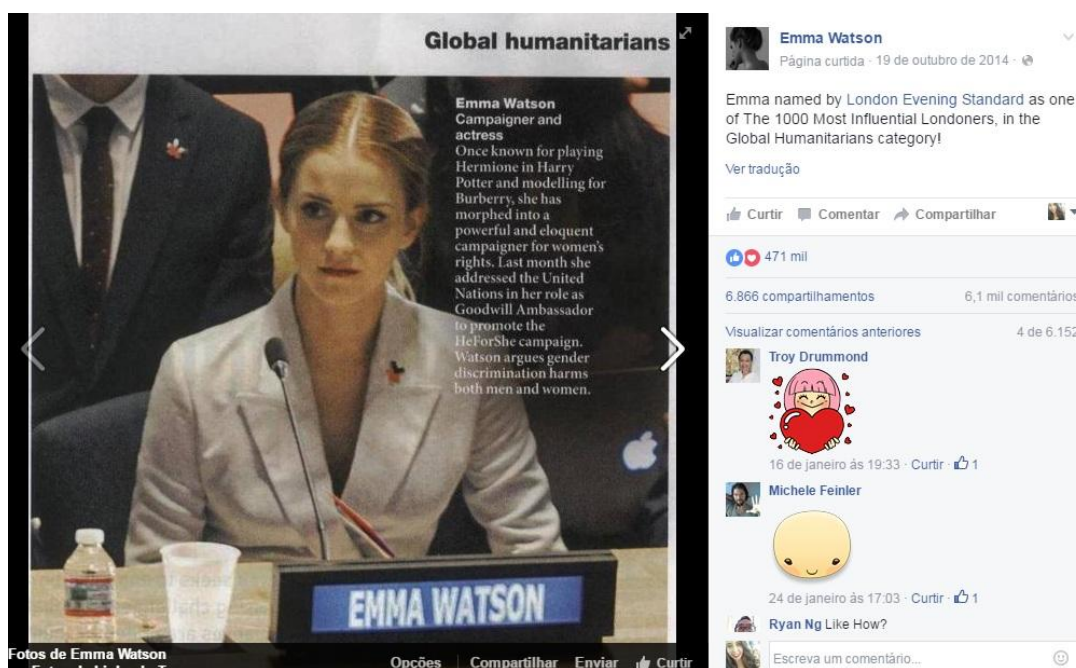 Global humanitarians
Emma Watson
Campaigner and
actress
Once known for playing
Hermione in Harry
Potter and modelling for
Burberry, she has
morphed into a
powerful and eloquent
campaigner for women's
rights. Last month she
addressed the United
Nations in her role as
Goodwill Ambassador
to promote the
HeForShe campaign.
Watson argues gender
discrimination harms
both men and women.
EMMA WATSON
Fotos de Emma Watson
Opções Compartilhar Enviar Curtir
Emma Watson
Página curtida · 19 de outubro de 2014 ·
Emma named by London Evening Standard as one
of The 1000 Most Influential Londoners, in the
Global Humanitarians category!
Ver tradução
Curtir Comentar Compartilhar
471 mil
6.866 compartilhamentos 6,1 mil comentários
Visualizar comentários anteriores 4 de 6.152
Troy Drummond
16 de janeiro às 19:33 · Curtir · 1
Michele Feinler
24 de janeiro às 17:03 · Curtir · 1
Ryan Ng Like How?
Escreva um comentário...